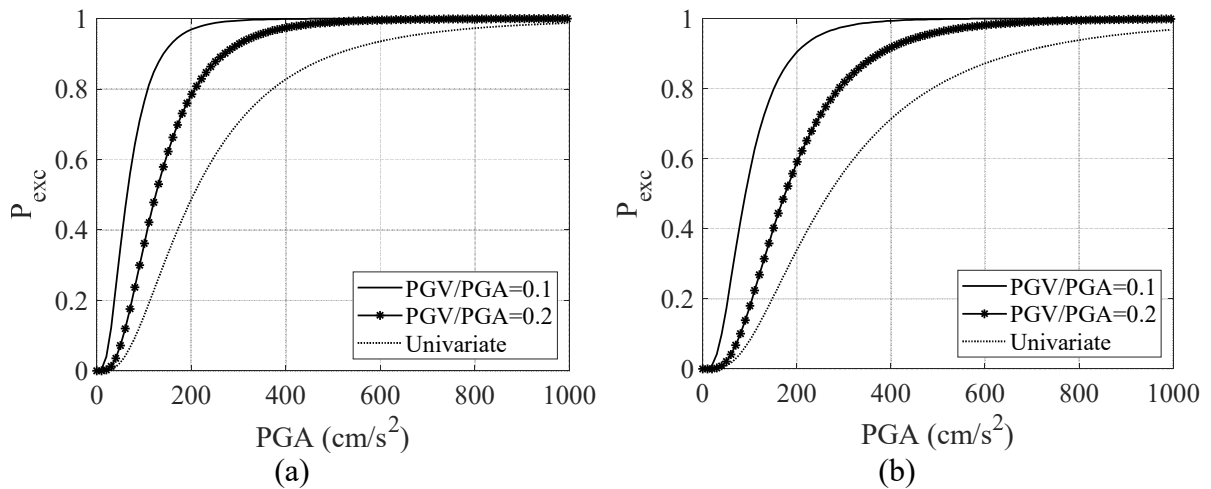 1
0.8
0.6
0.4
0.2
0
P_exc
0 200 400 600 800 1000
PGA (cm/s^2)
PGV/PGA=0.1
PGV/PGA=0.2
Univariate
(a)
1
0.8
0.6
0.4
0.2
0
P_exc
0 200 400 600 800 1000
PGA (cm/s^2)
PGV/PGA=0.1
PGV/PGA=0.2
Univariate
(b)